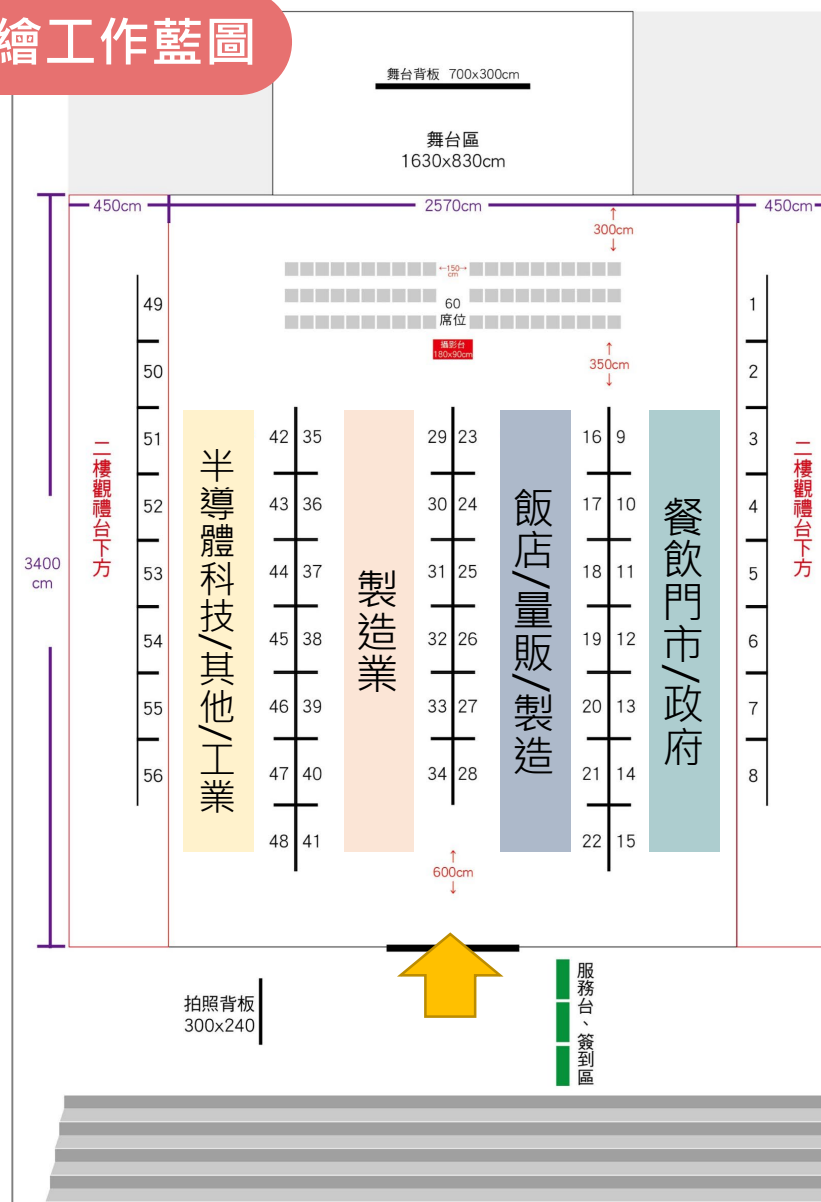 繪工作藍圖
舞台背板 700x300cm
舞台區
1630x830cm
450cm
2570cm
450cm
300cm
←150→
cm
60
席位
攝影台
180x90cm
350cm
3400
cm
二樓觀禮台下方
49
50
51
52
53
54
55
56
半導體科技/其他/工業
42 35
43 36
44 37
45 38
46 39
47 40
48 41
製造業
29 23
30 24
31 25
32 26
33 27
34 28
飯店/量販/製造
16 9
17 10
18 11
19 12
20 13
21 14
22 15
餐飲門市/政府
1
2
3
4
5
6
7
8
二樓觀禮台下方
600cm
拍照背板
300x240
服務台、簽到區